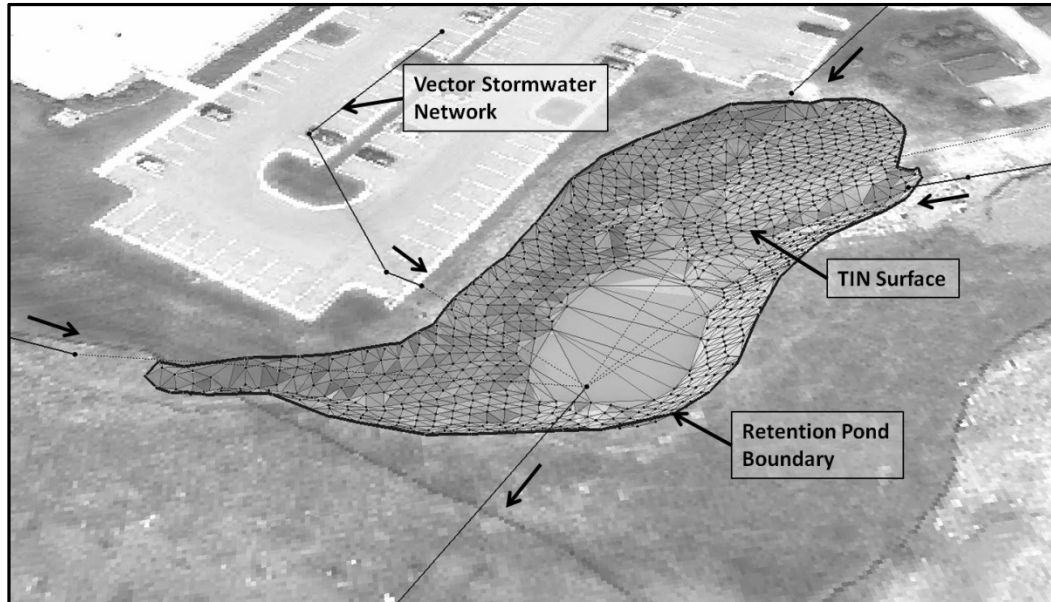 Vector Stormwater
Network
TIN Surface
Retention Pond
Boundary